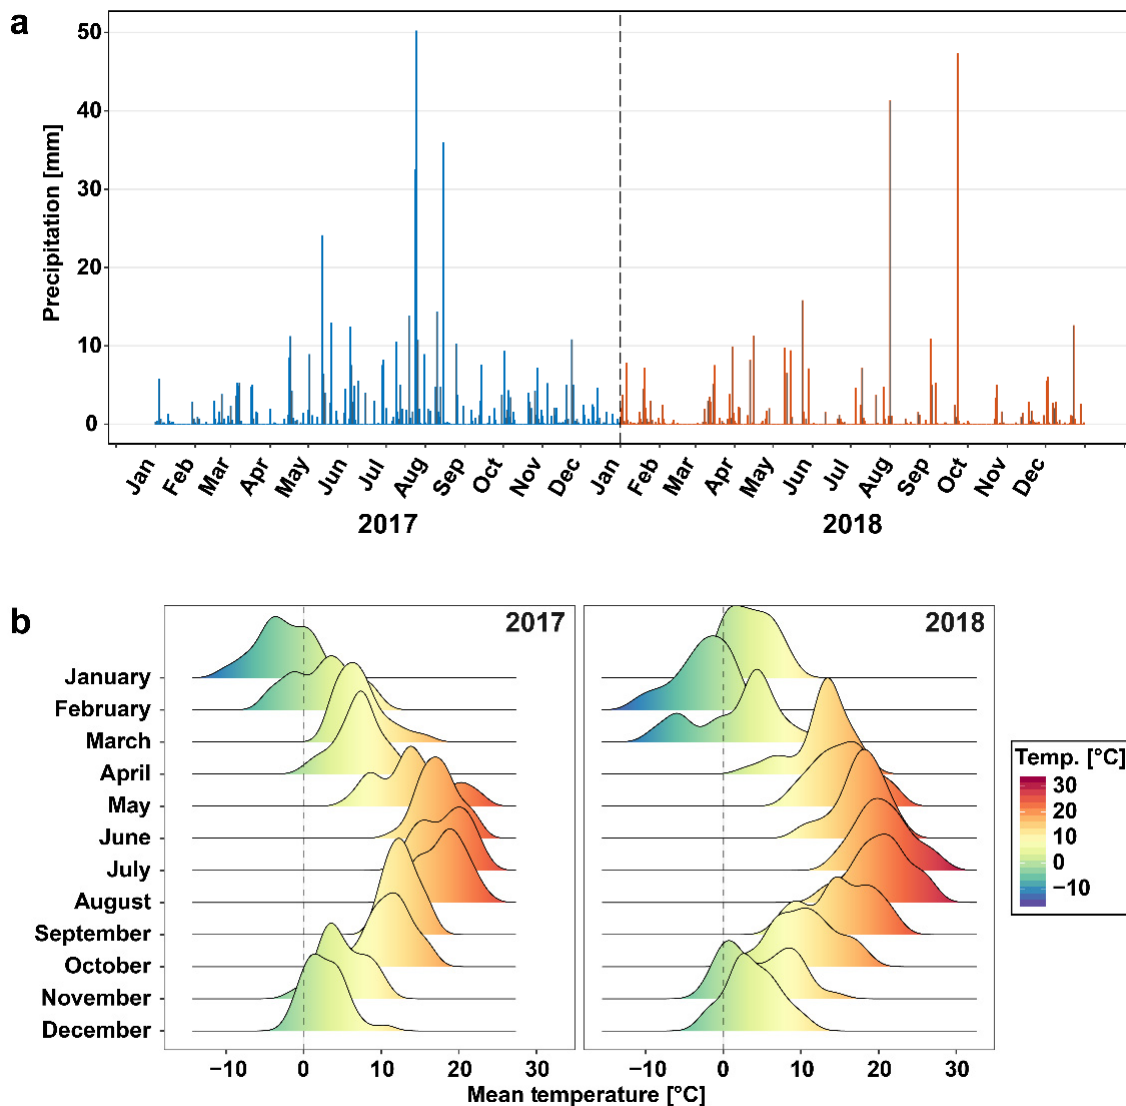 a
Precipitation [mm]
50
40
30
20
10
0
Jan Feb Mar Apr May Jun Jul Aug Sep Oct Nov Dec Jan Feb Mar Apr May Jun Jul Aug Sep Oct Nov Dec
2017 2018
b
2017 2018
January
February
March
April
May
June
July
August
September
October
November
December
Temp. [°C]
30
20
10
0
−10
−10 0 10 20 30 −10 0 10 20 30
Mean temperature [°C]